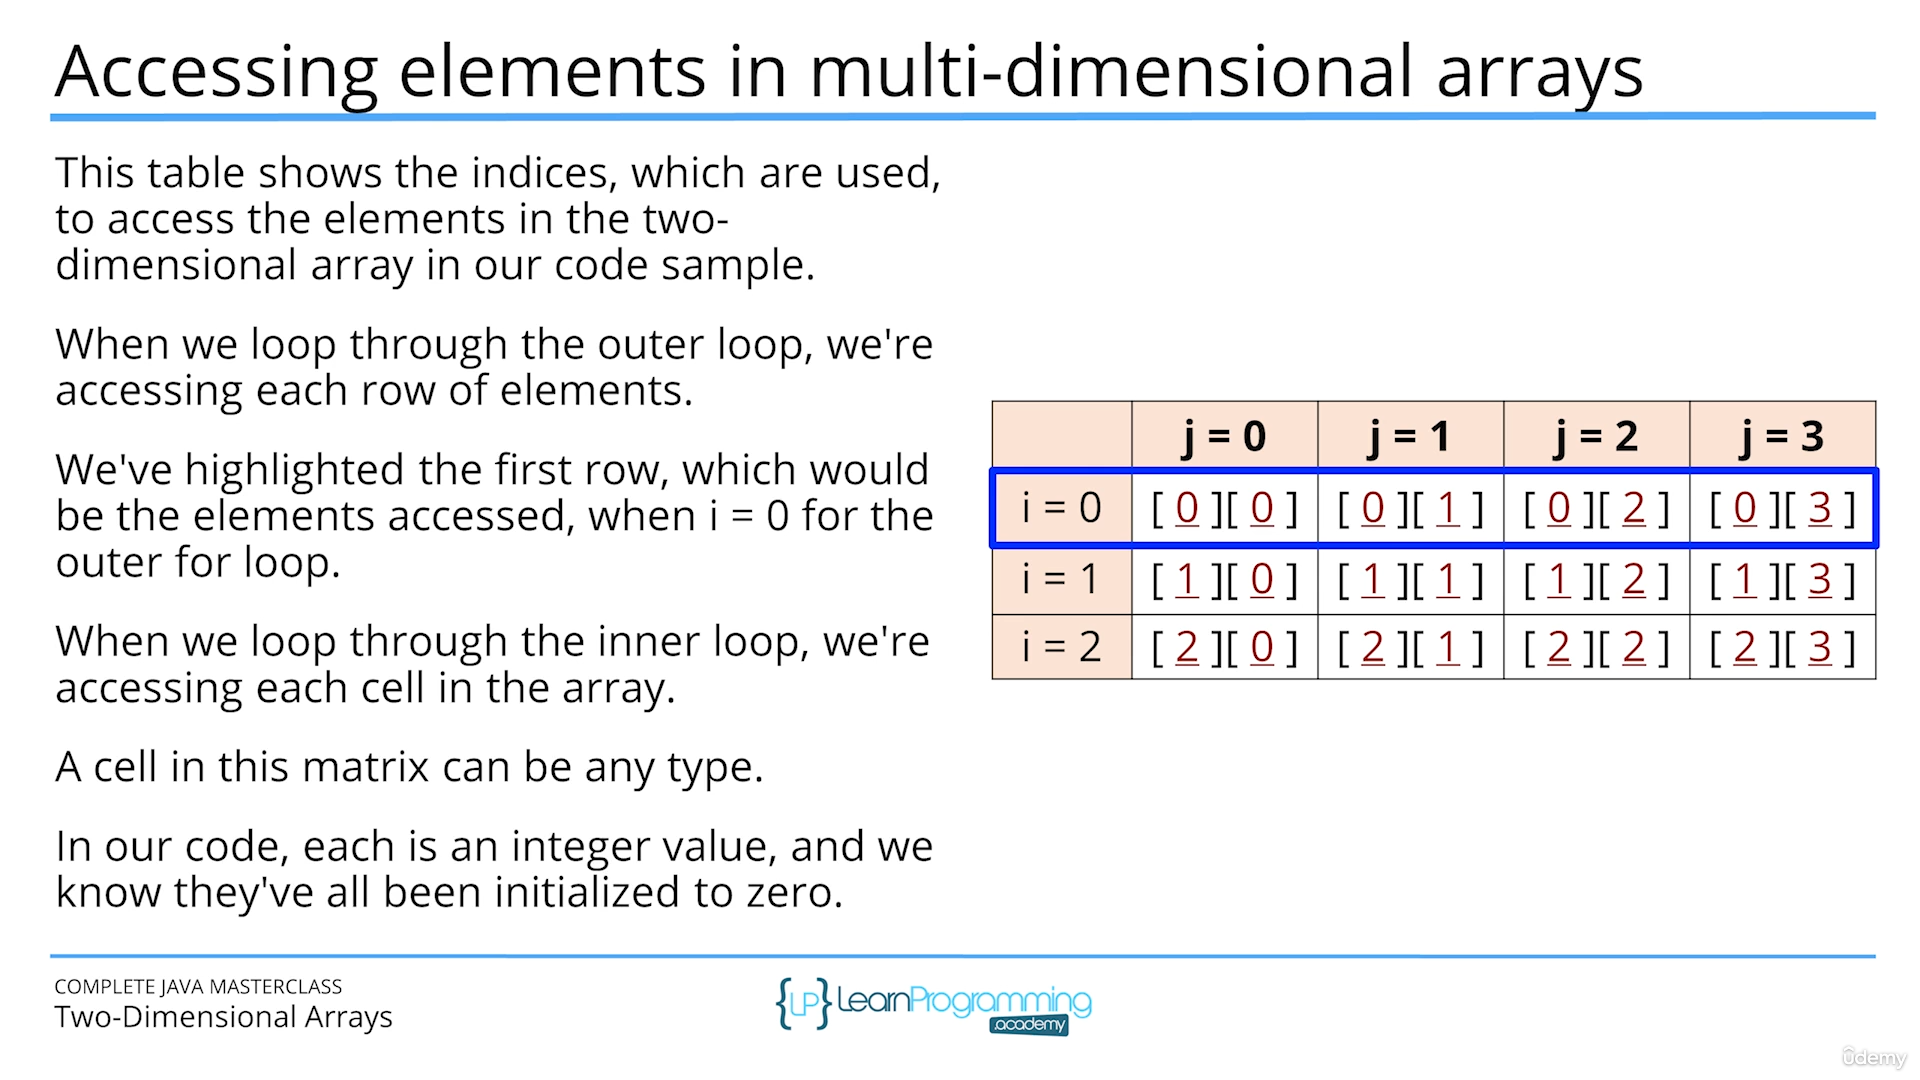 Accessing elements in multi-dimensional arrays
This table shows the indices, which are used,
to access the elements in the two-
dimensional array in our code sample.
When we loop through the outer loop, we're
accessing each row of elements.
We've highlighted the first row, which would
be the elements accessed, when i = 0 for the
outer for loop.
When we loop through the inner loop, we're
accessing each cell in the array.
A cell in this matrix can be any type.
In our code, each is an integer value, and we
know they've all been initialized to zero.
j = 0 j = 1 j = 2 j = 3
i = 0 [ 0 ][ 0 ] [ 0 ][ 1 ] [ 0 ][ 2 ] [ 0 ][ 3 ]
i = 1 [ 1 ][ 0 ] [ 1 ][ 1 ] [ 1 ][ 2 ] [ 1 ][ 3 ]
i = 2 [ 2 ][ 0 ] [ 2 ][ 1 ] [ 2 ][ 2 ] [ 2 ][ 3 ]
COMPLETE JAVA MASTERCLASS
Two-Dimensional Arrays
{LP} LearnProgramming
.academy
ûdemy